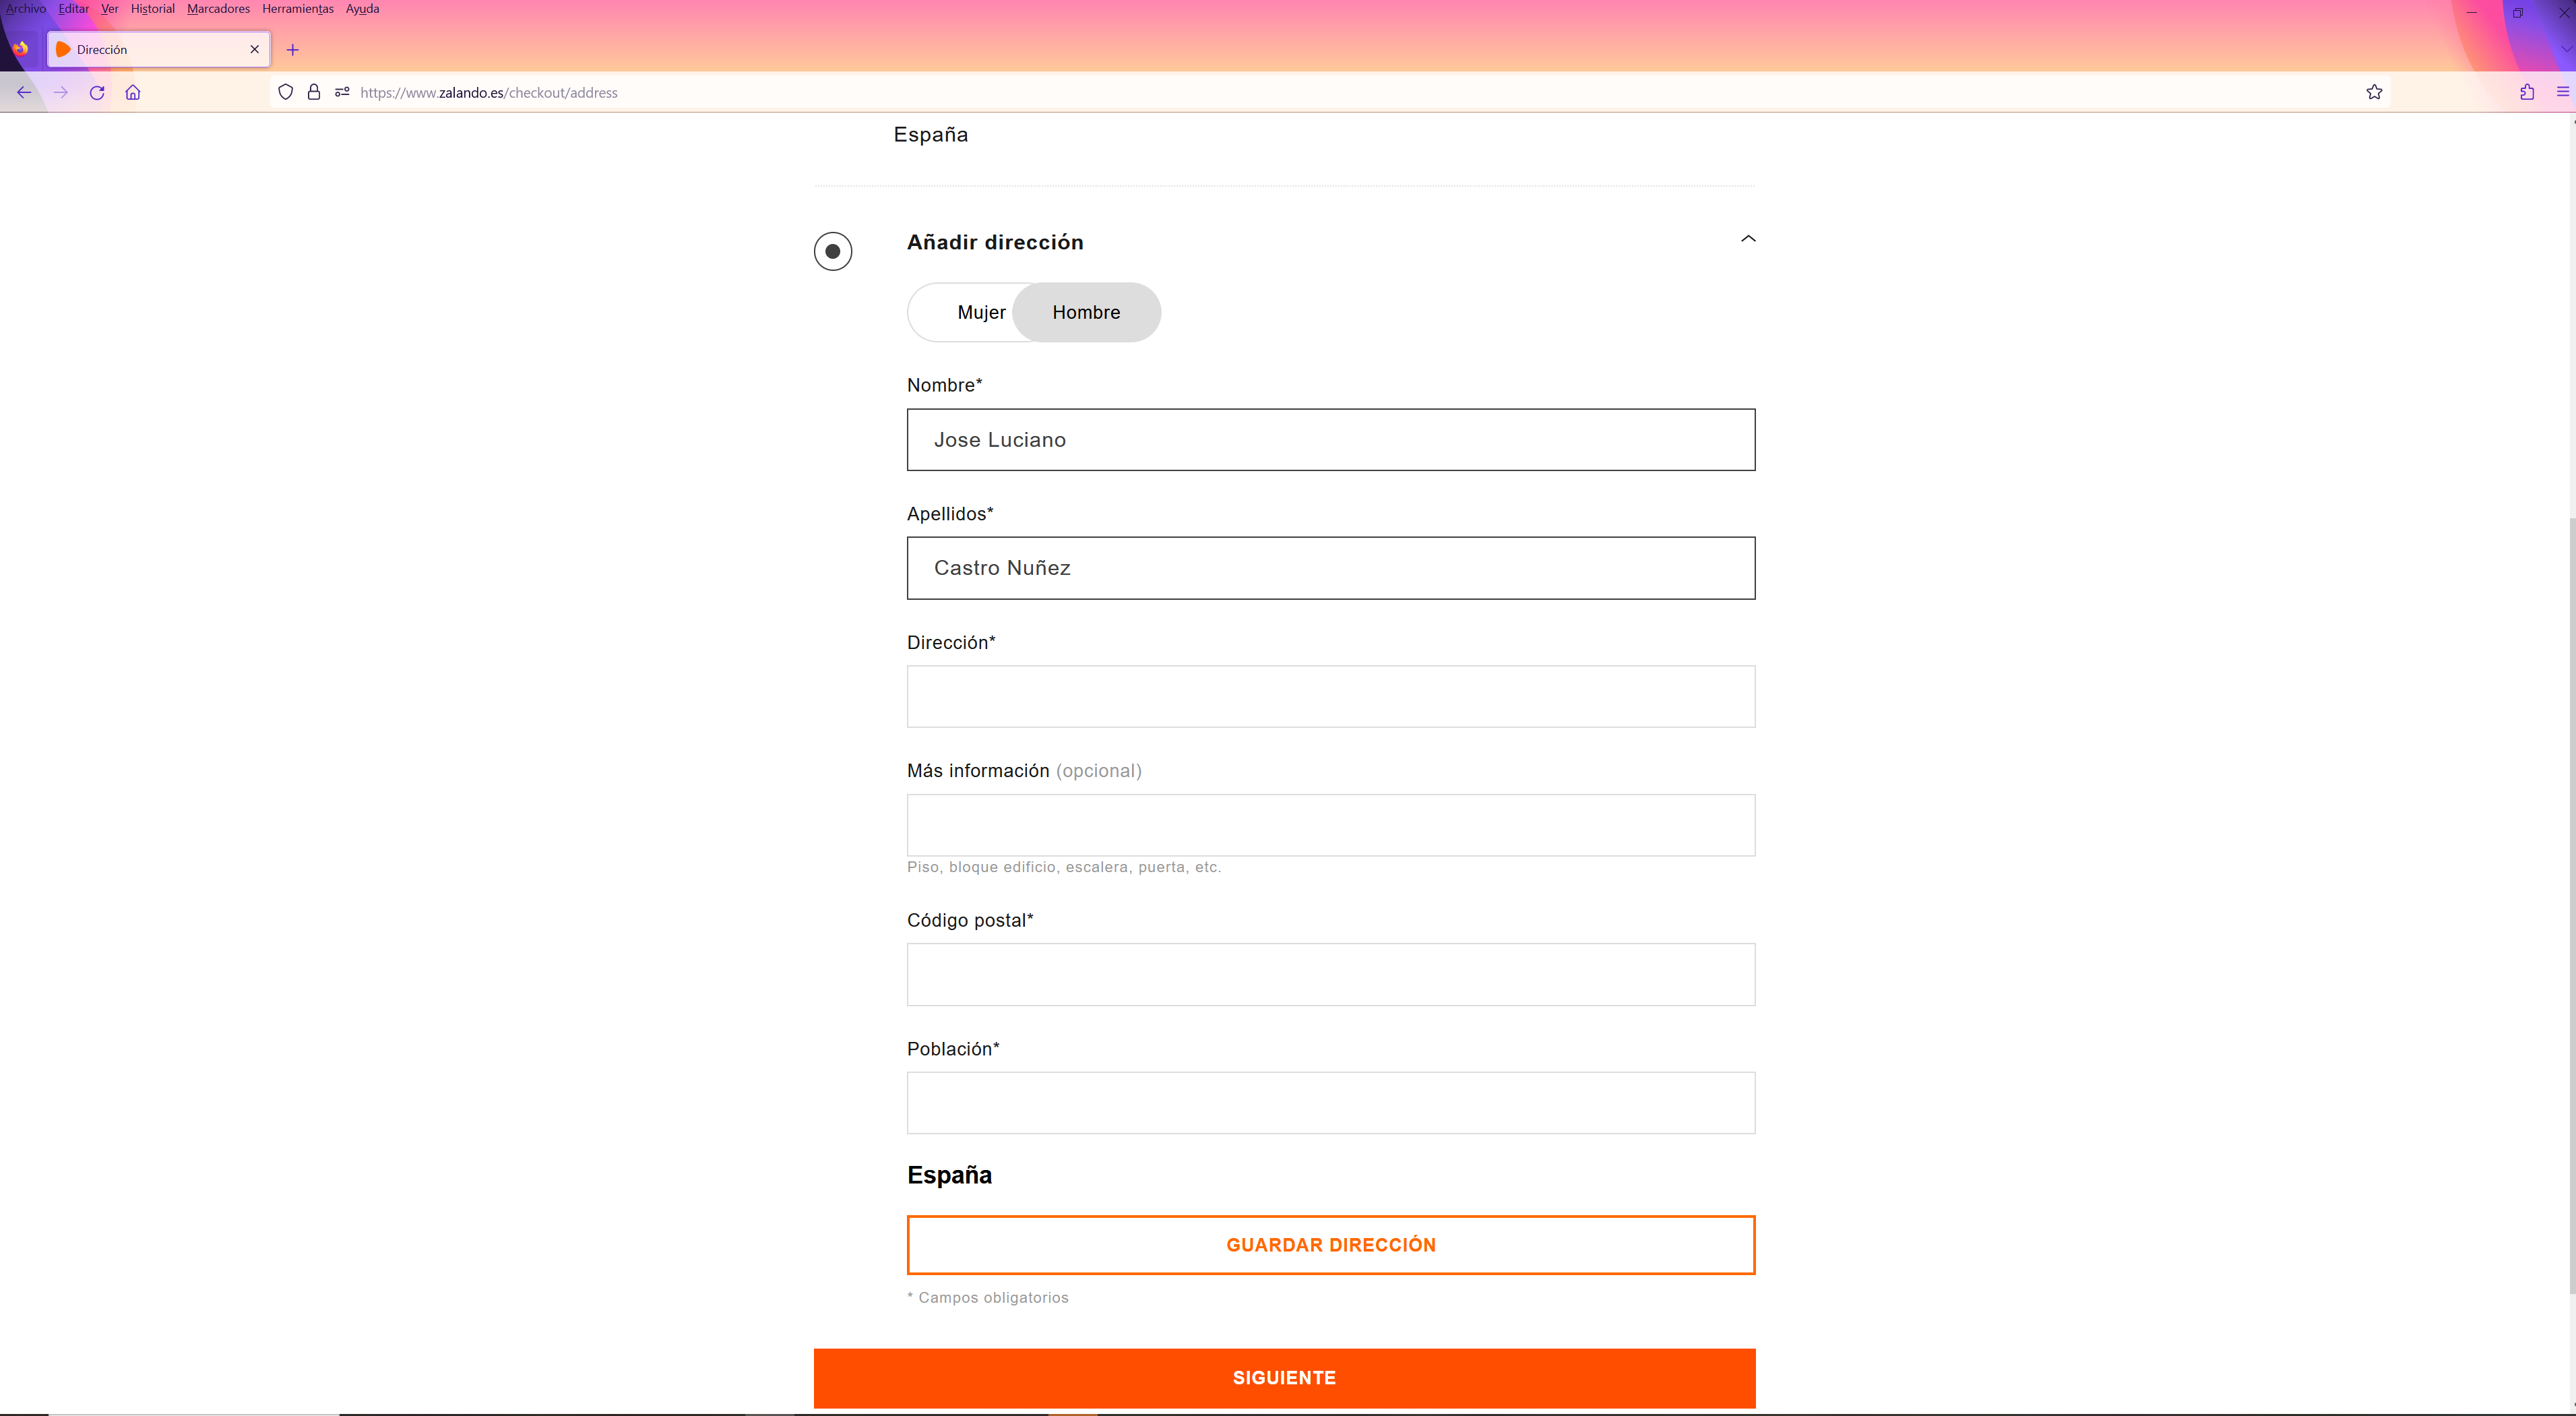 Archivo Editar Ver Historial Marcadores Herramientas Ayuda
Dirección
https://www.zalando.es/checkout/address
España
Añadir dirección
Mujer Hombre
Nombre*
Jose Luciano
Apellidos*
Castro Nuñez
Dirección*
Más información (opcional)
Piso, bloque edificio, escalera, puerta, etc.
Código postal*
Población*
España
GUARDAR DIRECCIÓN
* Campos obligatorios
SIGUIENTE